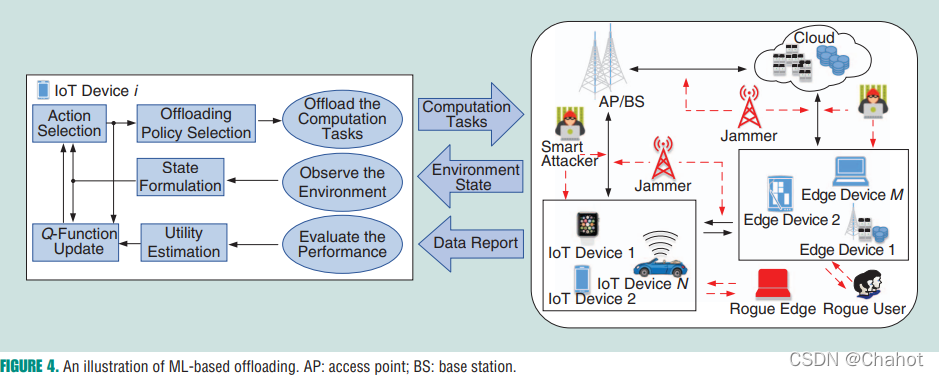 IoT Device i
Action
Selection
Offloading
Policy Selection
Offload the
Computation
Tasks
State
Formulation
Observe the
Environment
Q-Function
Update
Utility
Estimation
Evaluate the
Performance
Computation
Tasks
Environment
State
Data Report
Cloud
AP/BS
Jammer
Smart
Attacker
Jammer
Edge Device M
Edge Device 2
Edge Device 1
IoT Device 1
IoT Device N
IoT Device 2
Rogue Edge
Rogue User
FIGURE 4. An illustration of ML-based offloading. AP: access point; BS: base station.
CSDN @Chahot